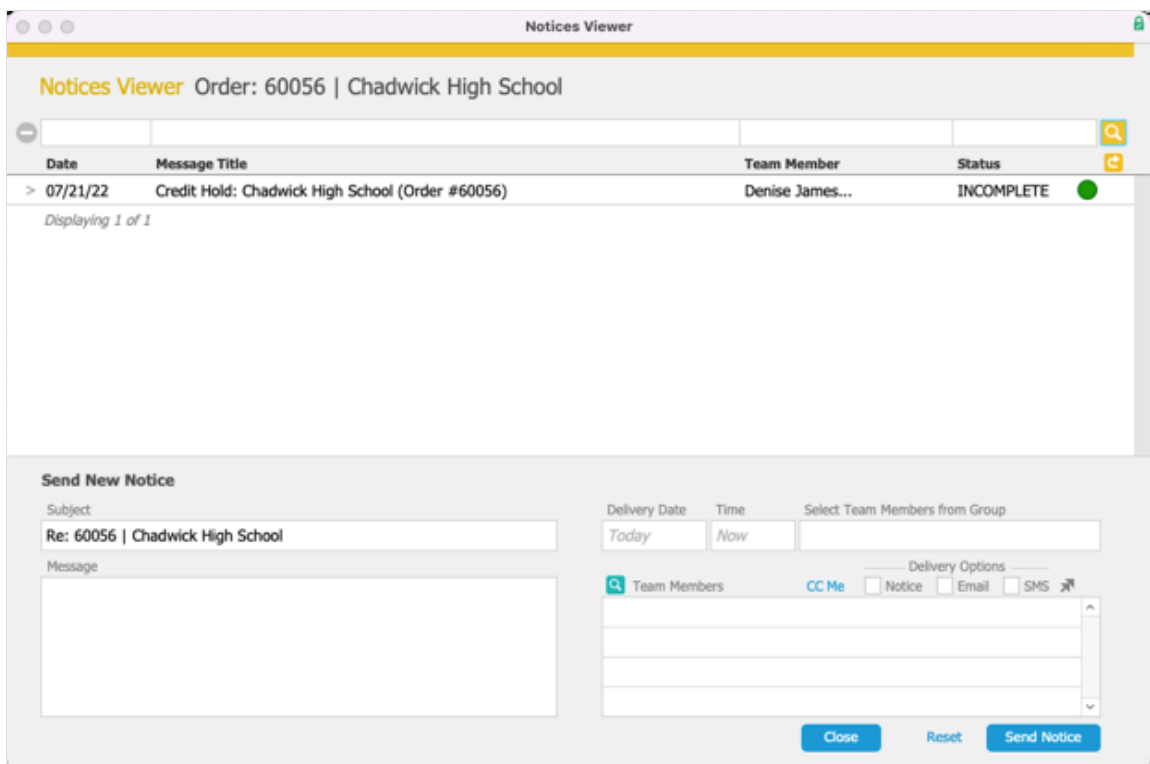 Notices Viewer
Notices Viewer Order: 60056 | Chadwick High School
Date Message Title Team Member Status
> 07/21/22 Credit Hold: Chadwick High School (Order #60056) Denise James... INCOMPLETE
Displaying 1 of 1
Send New Notice
Subject Delivery Date Time Select Team Members from Group
Re: 60056 | Chadwick High School Today Now
Message Delivery Options
Team Members CC Me Notice Email SMS
Close Reset Send Notice